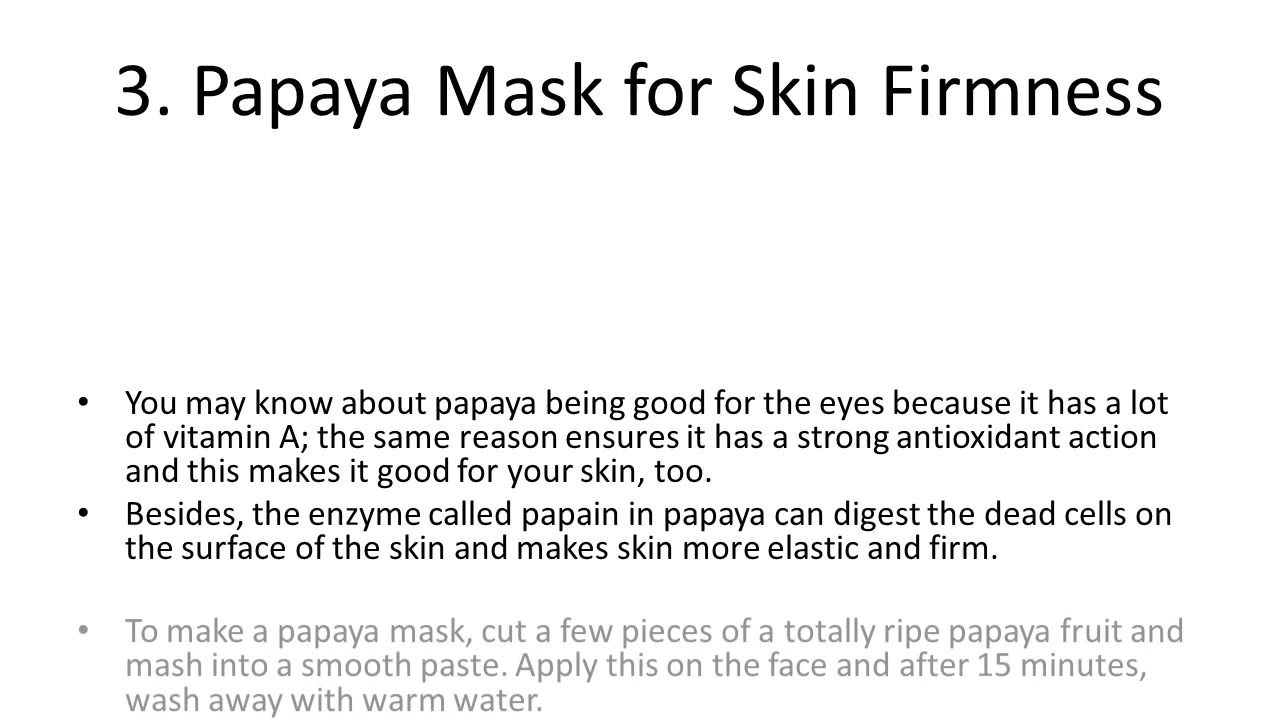 3. Papaya Mask for Skin Firmness
• You may know about papaya being good for the eyes because it has a lot
of vitamin A; the same reason ensures it has a strong antioxidant action
and this makes it good for your skin, too.
• Besides, the enzyme called papain in papaya can digest the dead cells on
the surface of the skin and makes skin more elastic and firm.
• To make a papaya mask, cut a few pieces of a totally ripe papaya fruit and
mash into a smooth paste. Apply this on the face and after 15 minutes,
wash away with warm water.